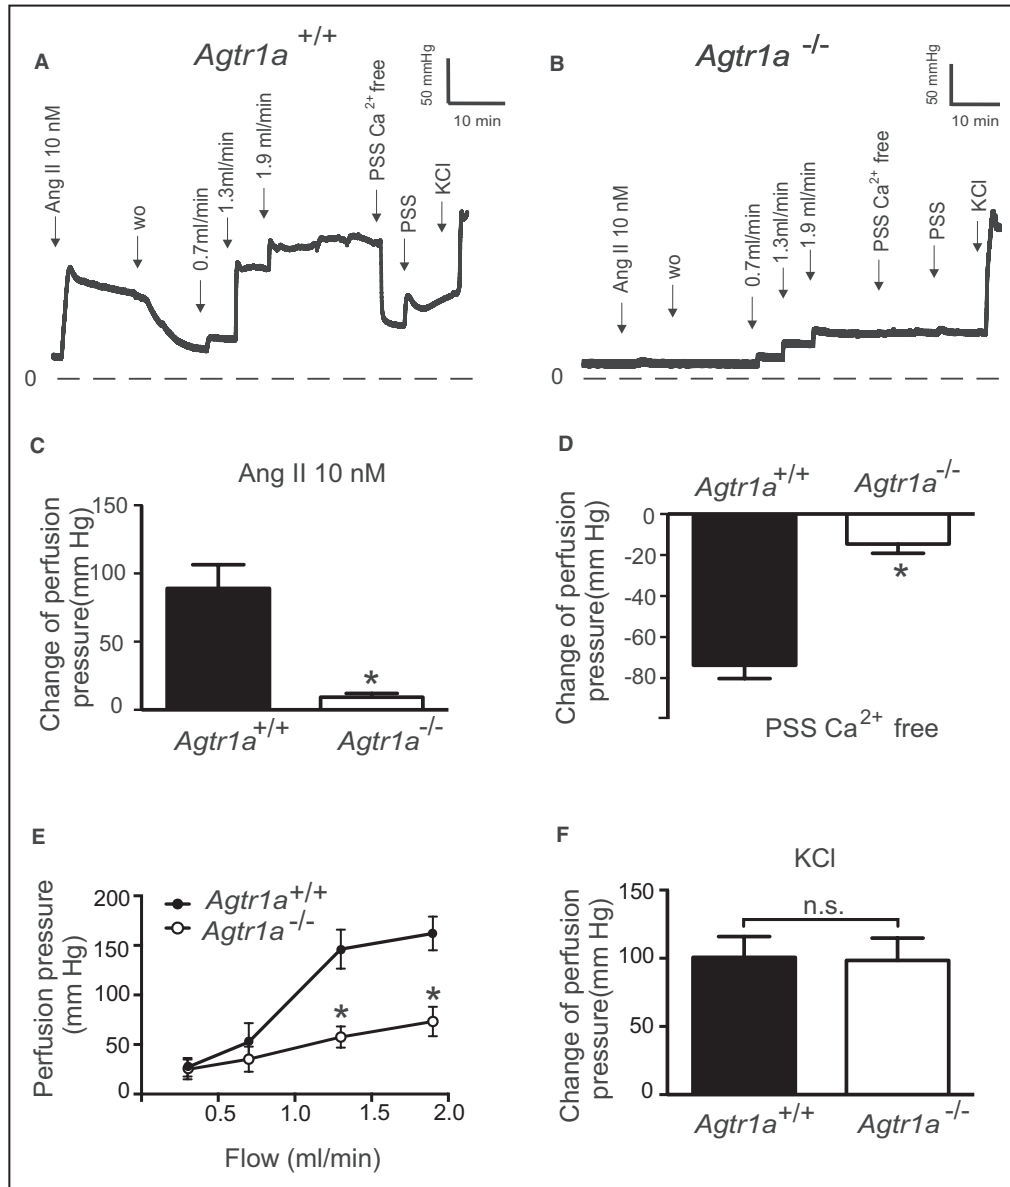 A
Agtr1a +/+
50 mmHg
10 min
Ang II 10 nM
wo
0.7ml/min
1.3ml/min
1.9 ml/min
PSS Ca2+ free
PSS
KCl
0
B
Agtr1a -/-
50 mmHg
10 min
Ang II 10 nM
wo
0.7ml/min
1.3ml/min
1.9 ml/min
PSS Ca2+ free
PSS
KCl
0
C
Ang II 10 nM
Change of perfusion
pressure(mm Hg)
150
100
50
0
*
Agtr1a+/+
Agtr1a-/-
D
Agtr1a+/+
Agtr1a-/-
Change of perfusion
pressure(mm Hg)
0
-20
-40
-60
-80
*
PSS Ca2+ free
E
Perfusion pressure
(mm Hg)
200
150
100
50
0
Agtr1a+/+
Agtr1a-/-
*
*
0.5
1.0
1.5
2.0
Flow (ml/min)
F
KCl
Change of perfusion
pressure(mm Hg)
150
100
50
0
n.s.
Agtr1a+/+
Agtr1a-/-